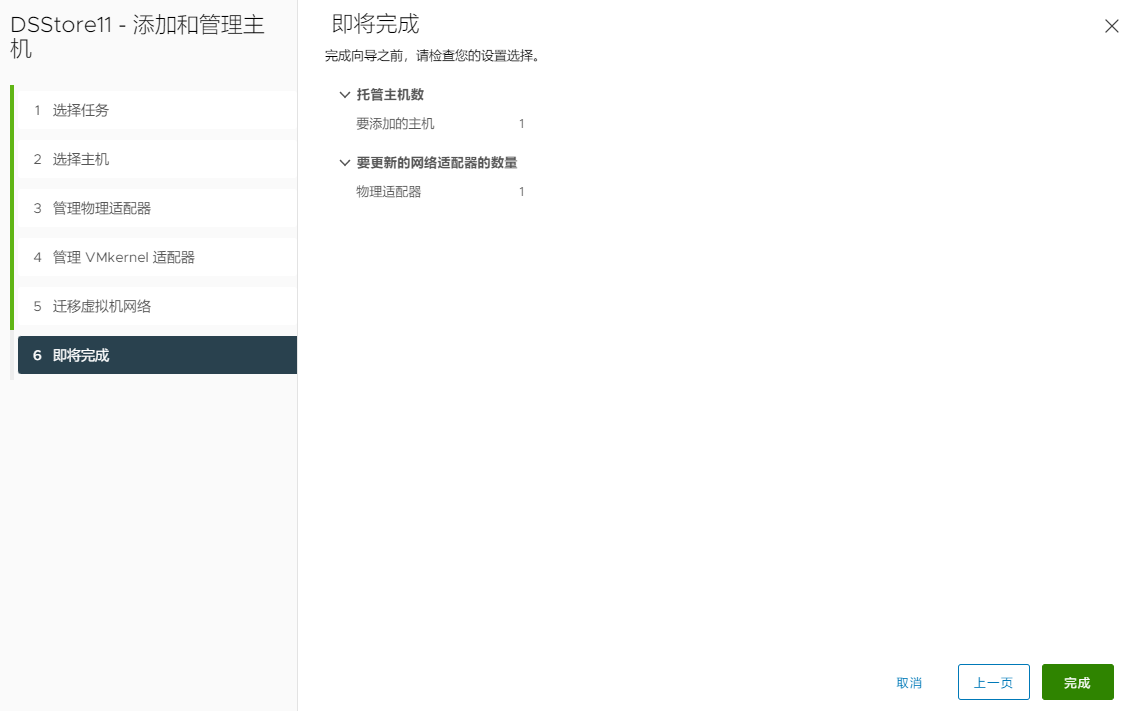 DSStore11 - 添加和管理主
机
1 选择任务
2 选择主机
3 管理物理适配器
4 管理 VMkernel 适配器
5 迁移虚拟机网络
6 即将完成
即将完成
完成向导之前，请检查您的设置选择。
托管主机数
要添加的主机 1
要更新的网络适配器的数量
物理适配器 1
取消
上一页
完成